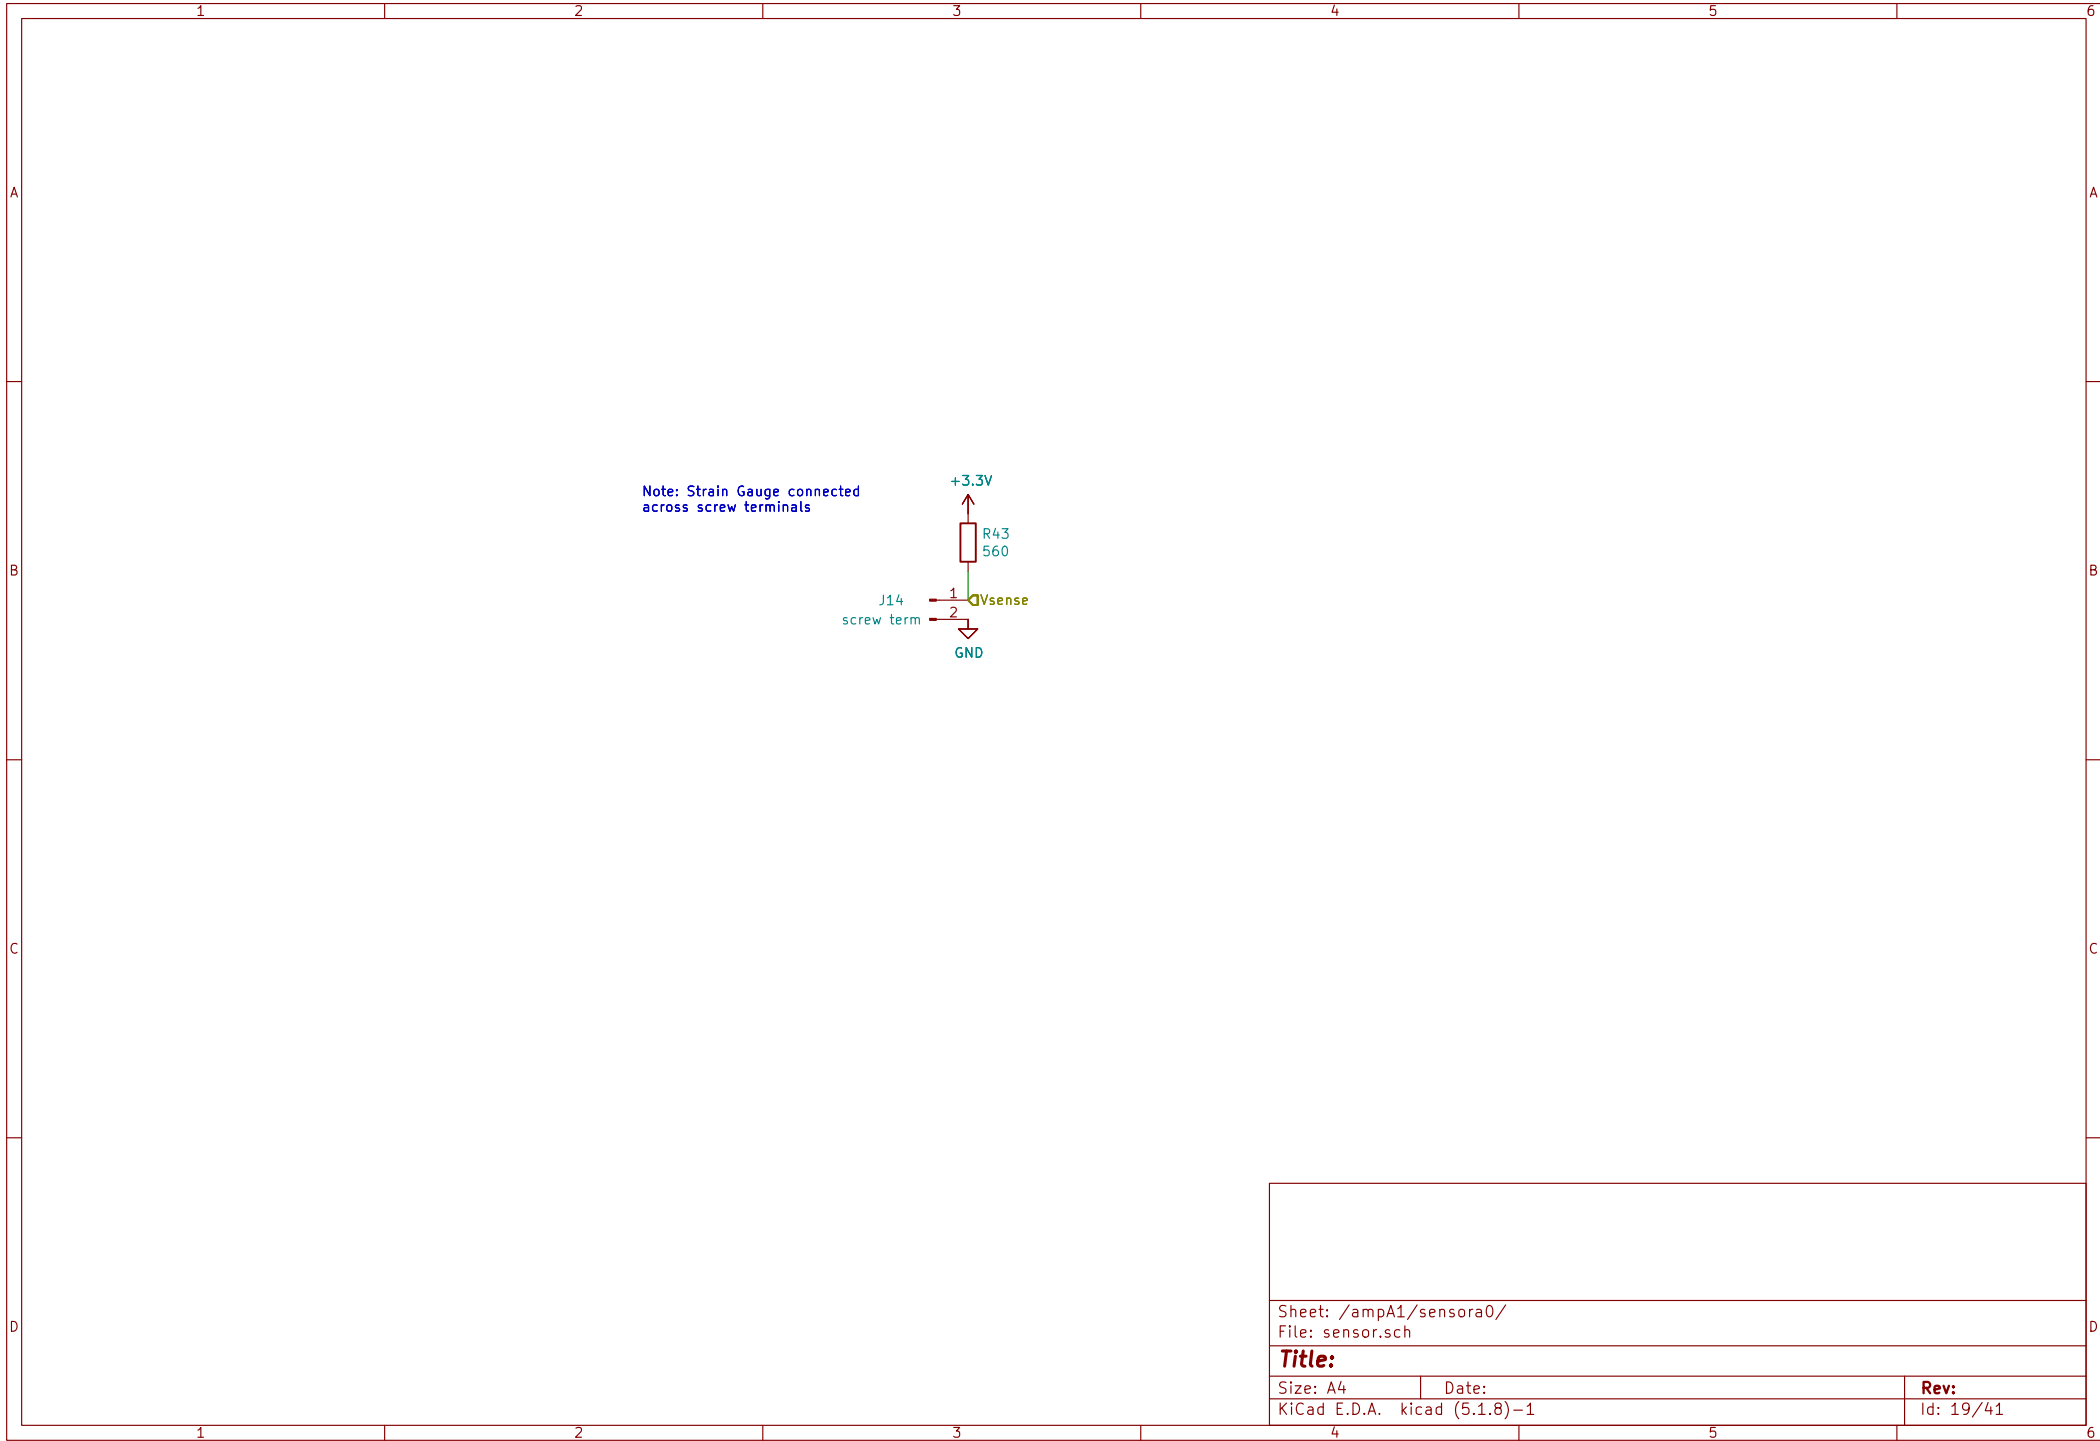 1 2 3 4 5 6
A A
+3.3V
Note: Strain Gauge connected
across screw terminals
R43
560
B B
J14 1 Vsense
screw term 2
GND
C C
Sheet: /ampA1/sensora0/
File: sensor.sch
D D
Title:
Size: A4 Date: Rev:
KiCad E.D.A. kicad (5.1.8)-1 Id: 19/41
1 2 3 4 5 6